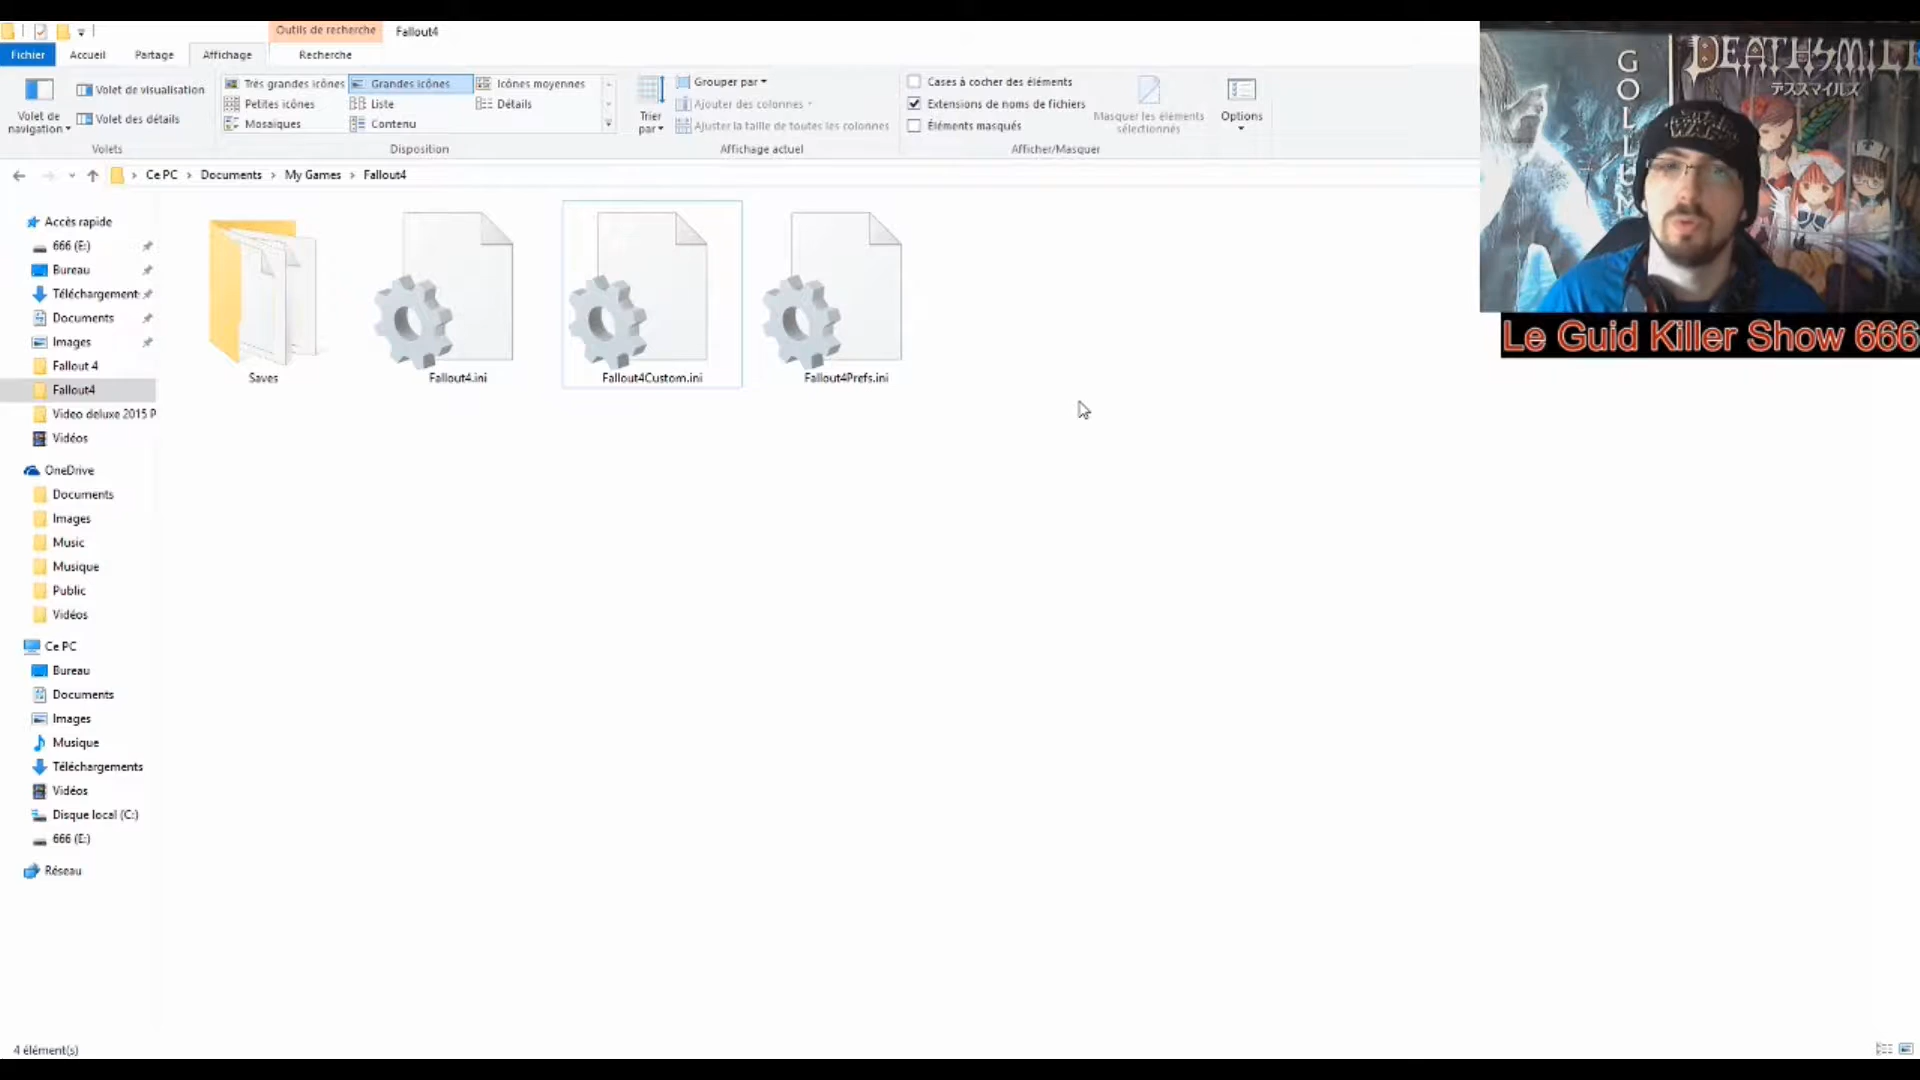 Outils de recherche
Fallout4
Fichier
Accueil
Partage
Affichage
Recherche
Volet de navigation
Volet de visualisation
Volet des détails
Volets
Très grandes icônes
Grandes icônes
Icônes moyennes
Petites icônes
Liste
Détails
Mosaïques
Contenu
Disposition
Trier par
Grouper par
Ajouter des colonnes
Ajuster la taille de toutes les colonnes
Affichage actuel
Cases à cocher des éléments
Extensions de noms de fichiers
Éléments masqués
Masquer les éléments sélectionnés
Afficher/Masquer
Options
Ce PC
Documents
My Games
Fallout4
Accès rapide
666 (E:)
Bureau
Téléchargement
Documents
Images
Fallout 4
Fallout4
Video deluxe 2015 P
Vidéos
OneDrive
Documents
Images
Music
Musique
Public
Vidéos
Ce PC
Bureau
Documents
Images
Musique
Téléchargements
Vidéos
Disque local (C:)
666 (E:)
Réseau
Saves
Fallout4.ini
Fallout4Custom.ini
Fallout4Prefs.ini
GOLLUM
DEATHSMIL
デススマイルズ
Le Guid Killer Show 666
4 élément(s)